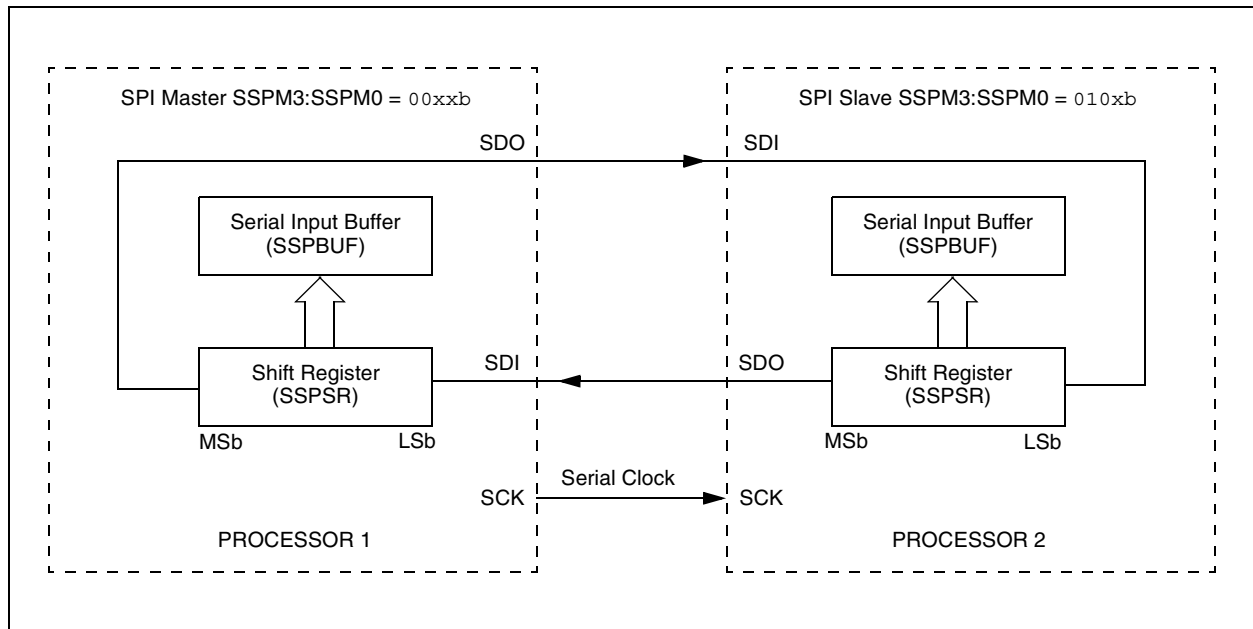 SPI Master SSPM3:SSPM0 = 00xxb
SPI Slave SSPM3:SSPM0 = 010xb
SDO
SDI
Serial Input Buffer
(SSPBUF)
Serial Input Buffer
(SSPBUF)
Shift Register
(SSPSR)
SDI
SDO
Shift Register
(SSPSR)
MSb
LSb
MSb
LSb
Serial Clock
SCK
SCK
PROCESSOR 1
PROCESSOR 2